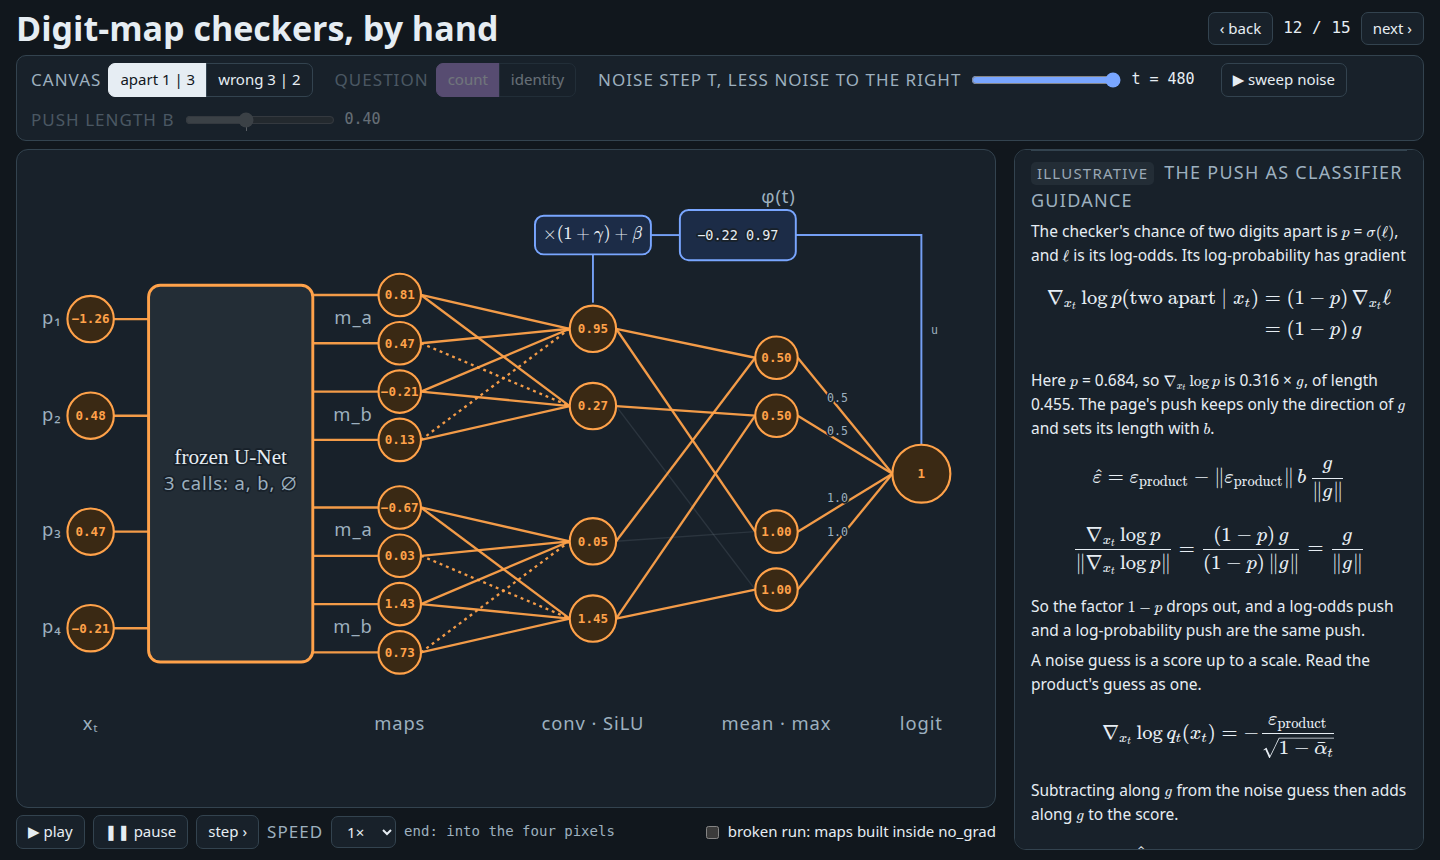 Digit-map checkers, by hand
‹ back 12 / 15 next ›
CANVAS apart 1 | 3 wrong 3 | 2 QUESTION count identity NOISE STEP T, LESS NOISE TO THE RIGHT t = 480 ▶ sweep noise
PUSH LENGTH B 0.40
φ(t)
×(1 + γ) + β −0.22 0.97
u
p₁ −1.26
p₂ 0.48
p₃ 0.47
p₄ −0.21
frozen U-Net
3 calls: a, b, ∅
0.81
m_a
0.47
−0.21
m_b
0.13
−0.67
m_a
0.03
1.43
m_b
0.73
0.95
0.27
0.05
1.45
0.50
0.50
1.00
1.00
0.5
0.5
1.0
1.0
1
xₜ maps conv · SiLU mean · max logit
▶ play ❚❚ pause step › SPEED 1× end: into the four pixels broken run: maps built inside no_grad
ILLUSTRATIVE THE PUSH AS CLASSIFIER
GUIDANCE
The checker's chance of two digits apart is p = σ(ℓ),
and ℓ is its log-odds. Its log-probability has gradient
∇_{x_t} log p(two apart | x_t) = (1 − p) ∇_{x_t} ℓ
= (1 − p) g
Here p = 0.684, so ∇_{x_t} log p is 0.316 × g, of length
0.455. The page's push keeps only the direction of g
and sets its length with b.
ε̂ = ε_product − ‖ε_product‖ b g / ‖g‖
∇_{x_t} log p / ‖∇_{x_t} log p‖ = (1 − p) g / (1 − p) ‖g‖ = g / ‖g‖
So the factor 1 − p drops out, and a log-odds push
and a log-probability push are the same push.
A noise guess is a score up to a scale. Read the
product's guess as one.
∇_{x_t} log q_t(x_t) = − ε_product / √(1 − ᾱ_t)
Subtracting along g from the noise guess then adds
along g to the score.